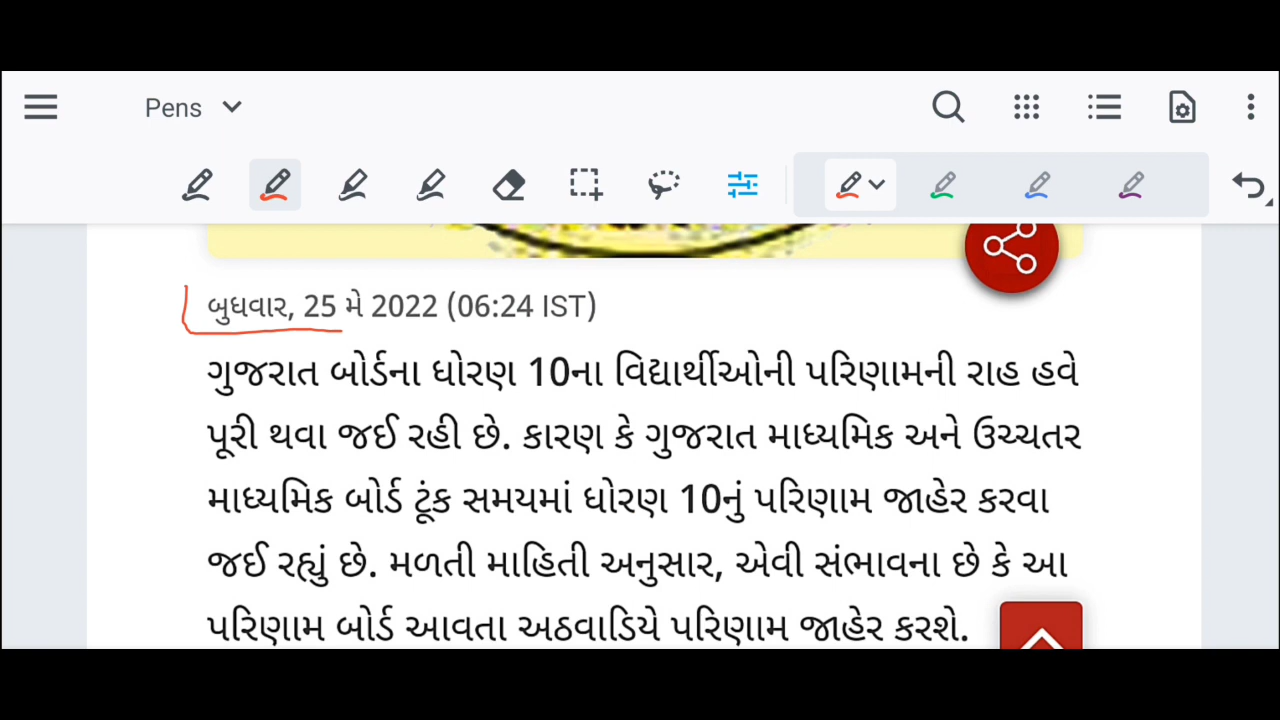 Pens
બુધવાર, 25 મે 2022 (06:24 IST)
ગુજરાત બોર્ડના ધોરણ 10ના વિદ્યાર્થીઓની પરિણામની રાહ હવે
પૂરી થવા જઈ રહી છે. કારણ કે ગુજરાત માધ્યમિક અને ઉચ્ચતર
માધ્યમિક બોર્ડ ટૂંક સમયમાં ધોરણ 10નું પરિણામ જાહેર કરવા
જઈ રહ્યું છે. મળતી માહિતી અનુસાર, એવી સંભાવના છે કે આ
પરિણામ બોર્ડ આવતા અઠવાડિયે પરિણામ જાહેર કરશે.